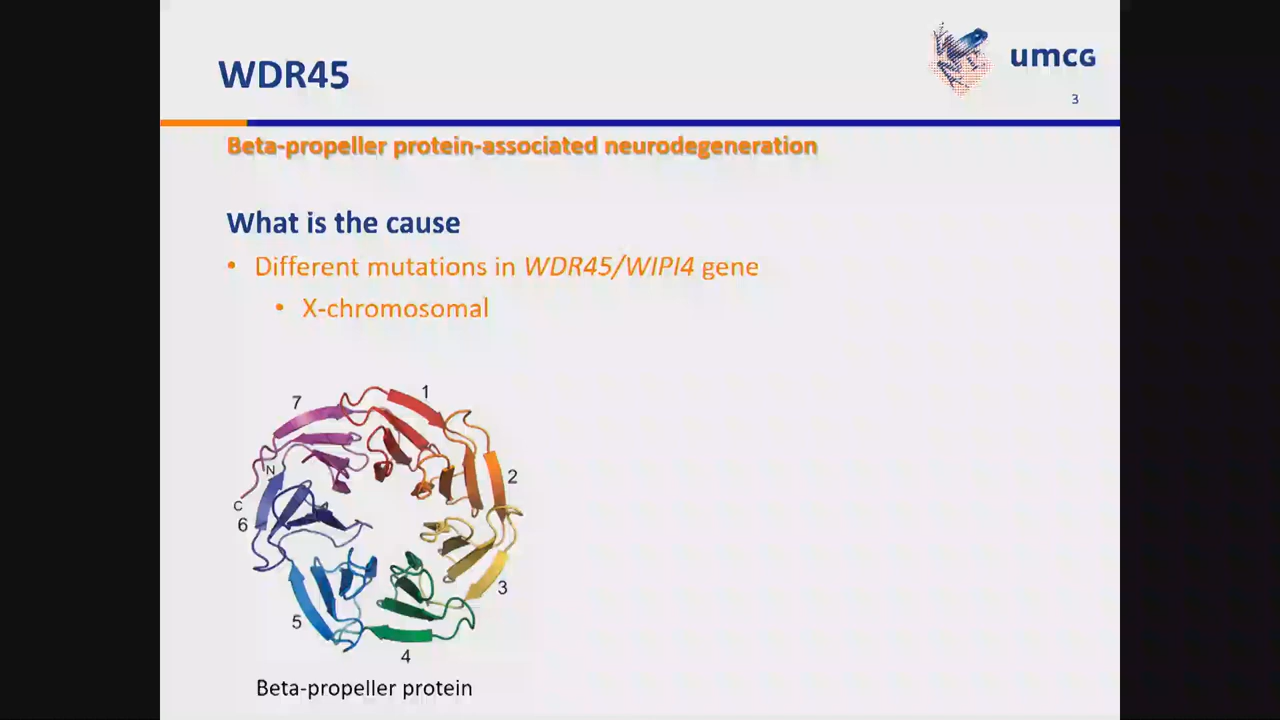 WDR45
umcg
3
Beta-propeller protein-associated neurodegeneration
What is the cause
• Different mutations in WDR45/WIPI4 gene
• X-chromosomal
7
1
N
2
C
6
3
5
4
Beta-propeller protein